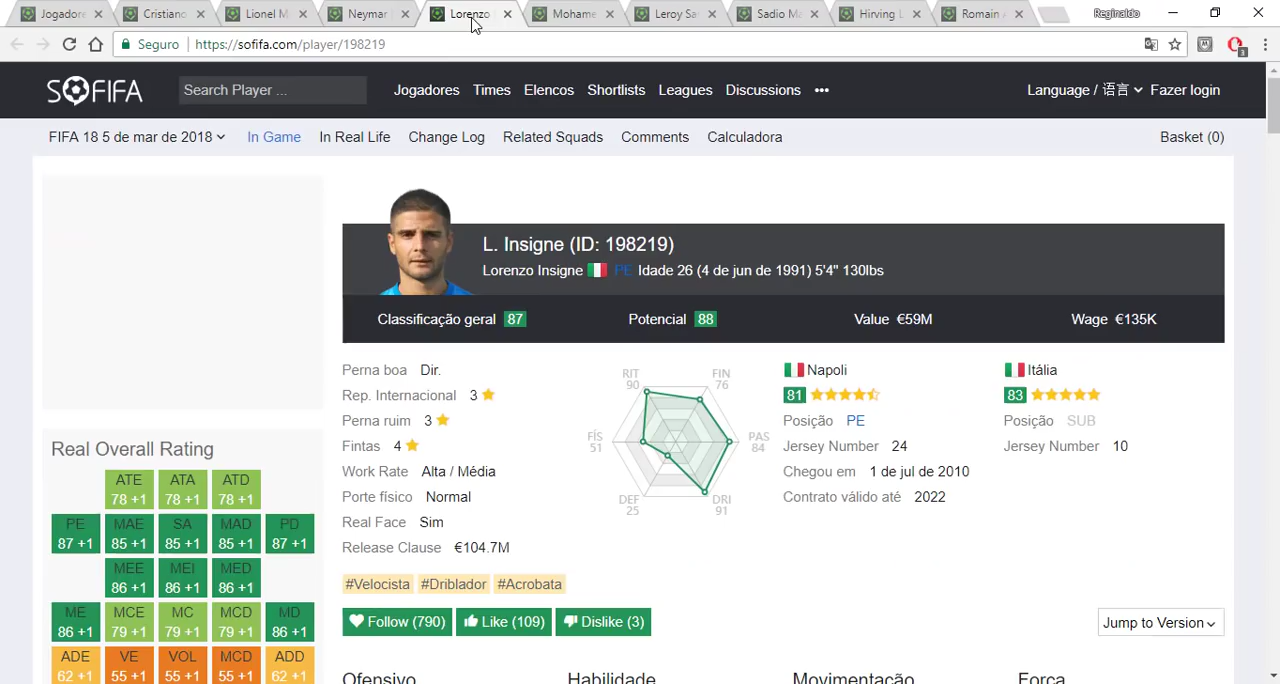 Jogadore Cristiano Lionel M Neymar Lorenzo Mohame Leroy Sa Sadio M Hirving L Romain A Reginaldo
Seguro https://sofifa.com/player/198219 3
SOFIFA Search Player ... Jogadores Times Elencos Shortlists Leagues Discussions ••• Language / 语言 Fazer login
FIFA 18 5 de mar de 2018 In Game In Real Life Change Log Related Squads Comments Calculadora Basket (0)
L. Insigne (ID: 198219)
Lorenzo Insigne PE Idade 26 (4 de jun de 1991) 5'4" 130lbs
Classificação geral 87 Potencial 88 Value €59M Wage €135K
Perna boa Dir.
Rep. Internacional 3
Perna ruim 3
Fintas 4
Work Rate Alta / Média
Porte físico Normal
Real Face Sim
Release Clause €104.7M
RIT 90
FIN 76
FÍS 51
PAS 84
DEF 25
DRI 91
Napoli
81
Posição PE
Jersey Number 24
Chegou em 1 de jul de 2010
Contrato válido até 2022
Itália
83
Posição SUB
Jersey Number 10
#Velocista #Driblador #Acrobata
Follow (790) Like (109) Dislike (3) Jump to Version
Real Overall Rating
ATE ATA ATD
78 +1 78 +1 78 +1
PE MAE SA MAD PD
87 +1 85 +1 85 +1 85 +1 87 +1
MEE MEI MED
86 +1 86 +1 86 +1
ME MCE MC MCD MD
86 +1 79 +1 79 +1 79 +1 86 +1
ADE VE VOL MCD ADD
62 +1 55 +1 55 +1 55 +1 62 +1
Ofensivo Habilidade Movimentação Força